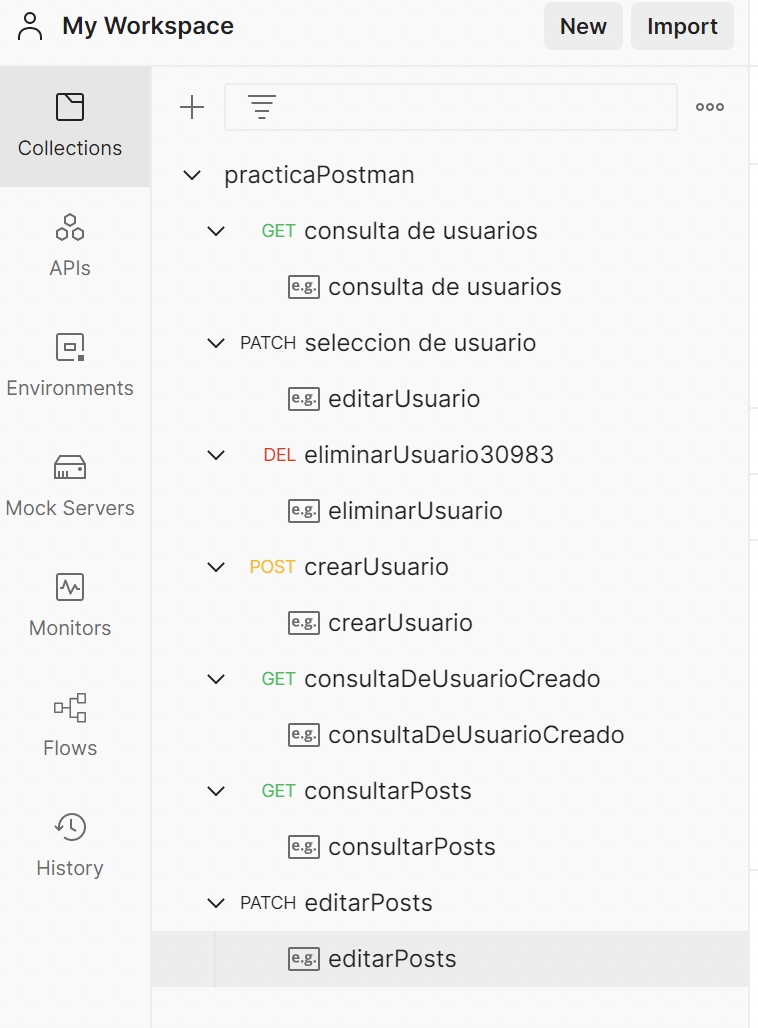 My Workspace
New
Import
Collections
APIs
Environments
Mock Servers
Monitors
Flows
History
practicaPostman
GET consulta de usuarios
e.g. consulta de usuarios
PATCH seleccion de usuario
e.g. editarUsuario
DEL eliminarUsuario30983
e.g. eliminarUsuario
POST crearUsuario
e.g. crearUsuario
GET consultaDeUsuarioCreado
e.g. consultaDeUsuarioCreado
GET consultarPosts
e.g. consultarPosts
PATCH editarPosts
e.g. editarPosts